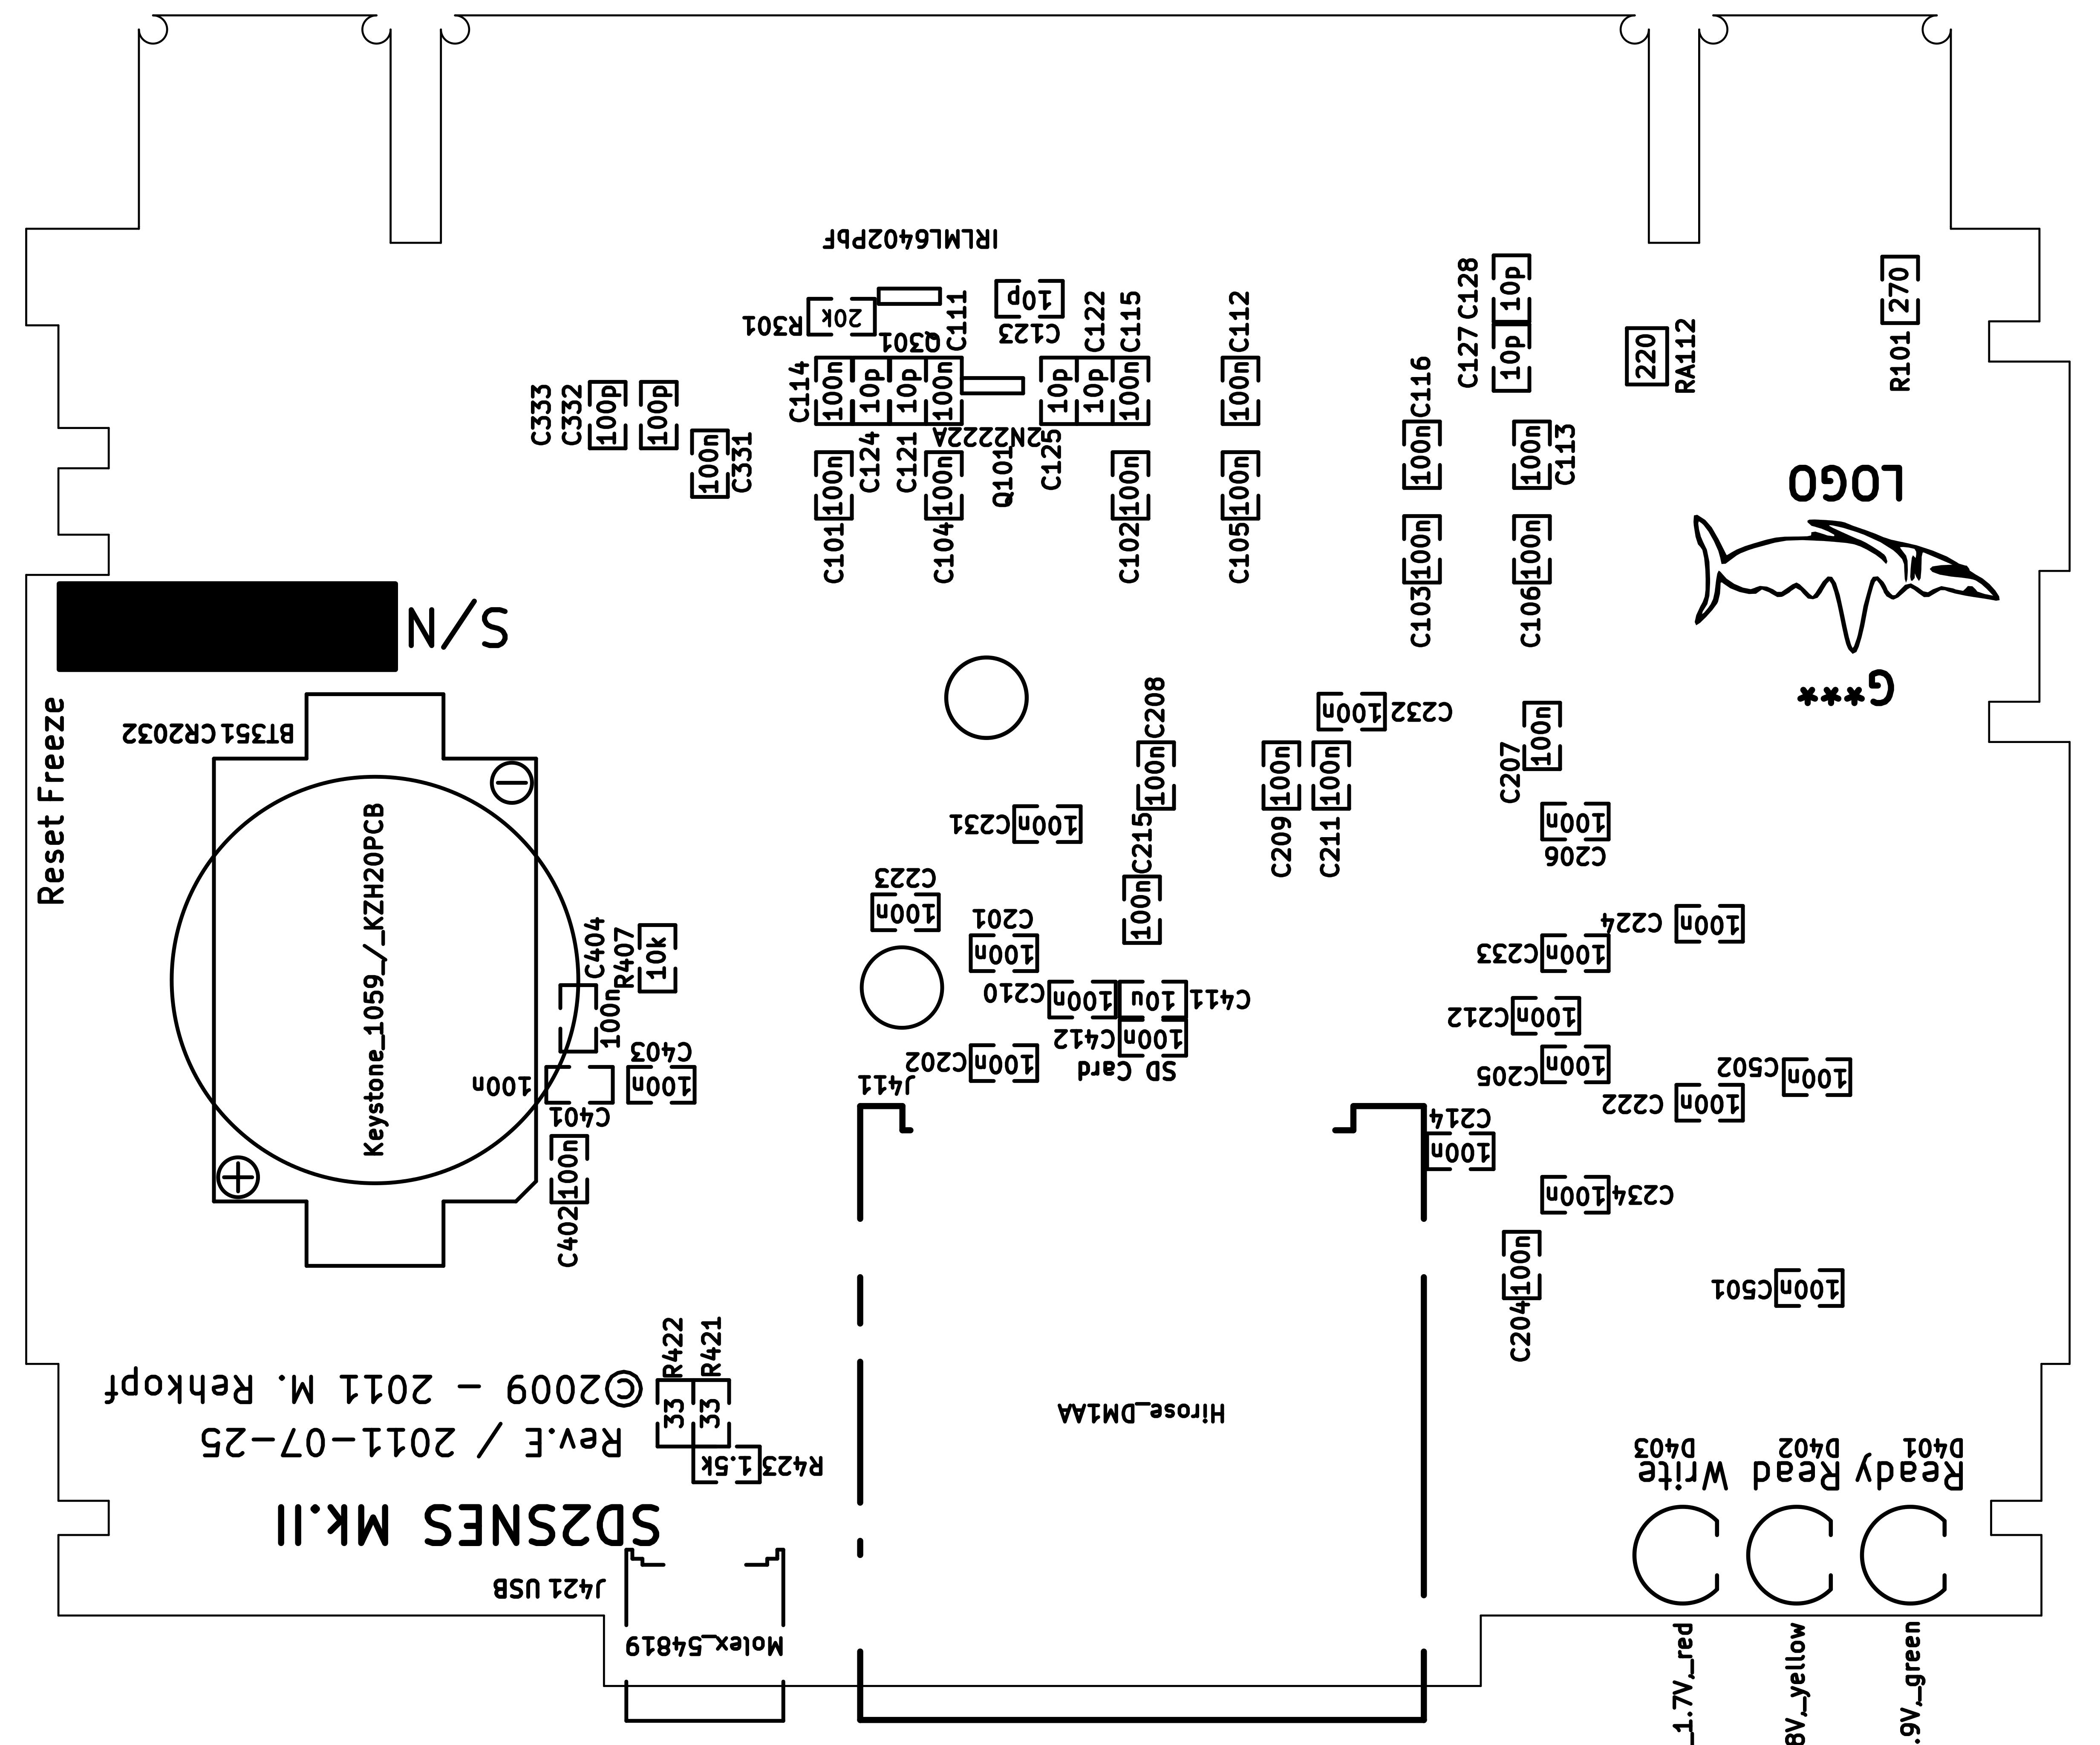 IRLML6402PbF
R301
20k
Q301
C111
10p
C123
C122
C115
C112
C128
10p
C127
10p
220
RA112
270
R101
C333
C332
100p
100p
100n
C331
C114
100n
10p
10p
100n
2N2222A
10p
10p
100n
100n
C116
100n
100n
C113
C124
C121
Q101
C125
100n
C101
100n
C104
100n
C102
100n
C105
100n
C103
100n
C106
LOGO
G***
S/N
Reset Freeze
BT351 CR2032
Keystone_1059_/_KZH20PCB
C208
100n
C232
100n
C207
100n
C231
100n
C215
100n
C209
100n
C211
100n
C206
100n
C223
100n
C201
100n
C224
100n
C233
100n
C404
100n
R407
10k
C210
100n
10u
C411
C412
100n
SD Card
C212
100n
C202
100n
J411
C205
100n
C403
100n
C401
100n
C402
100n
C222
100n
C502
100n
C214
100n
C234
100n
C204
100n
C501
100n
R422
33
R421
33
R423
1.5k
©2009 - 2011 M. Rehkopf
Rev.E / 2011-07-25
SD2SNES Mk.II
J421 USB
Molex_54819
Hirose_DM1AA
D401
Ready
D402
Read
D403
Write
_1.7V,_red
8V,_yellow
.9V,_green